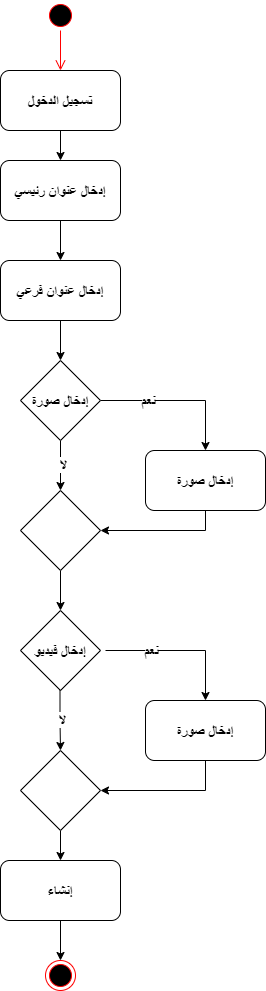 تسجيل الدخول
إدخال عنوان رئيسي
إدخال عنوان فرعي
إدخال صورة
نعم
لا
إدخال صورة
إدخال فيديو
نعم
لا
إدخال صورة
إنشاء